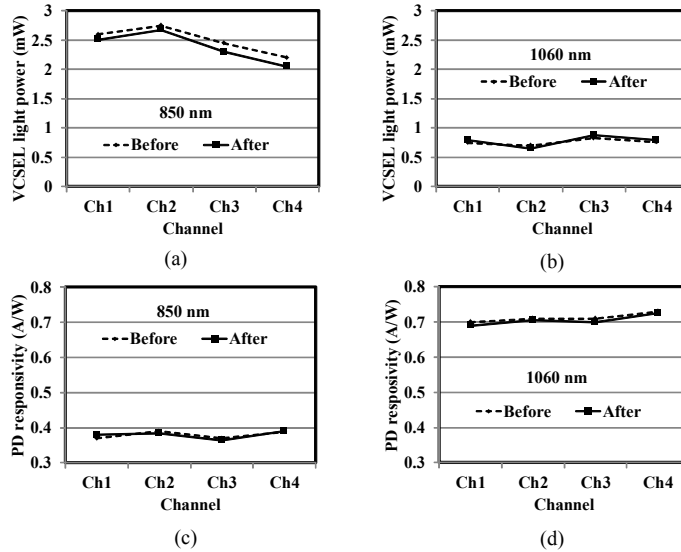 VCSEL light power (mW)
3
2.5
2
1.5
1
0.5
0
850 nm
Before After
Ch1 Ch2 Ch3 Ch4
Channel
(a)
VCSEL light power (mW)
3
2.5
2
1.5
1
0.5
0
1060 nm
Before After
Ch1 Ch2 Ch3 Ch4
Channel
(b)
PD responsivity (A/W)
0.8
0.7
0.6
0.5
0.4
0.3
850 nm
Before After
Ch1 Ch2 Ch3 Ch4
Channel
(c)
PD resposivity (A/W)
0.8
0.7
0.6
0.5
0.4
0.3
1060 nm
Before After
Ch1 Ch2 Ch3 Ch4
Channel
(d)